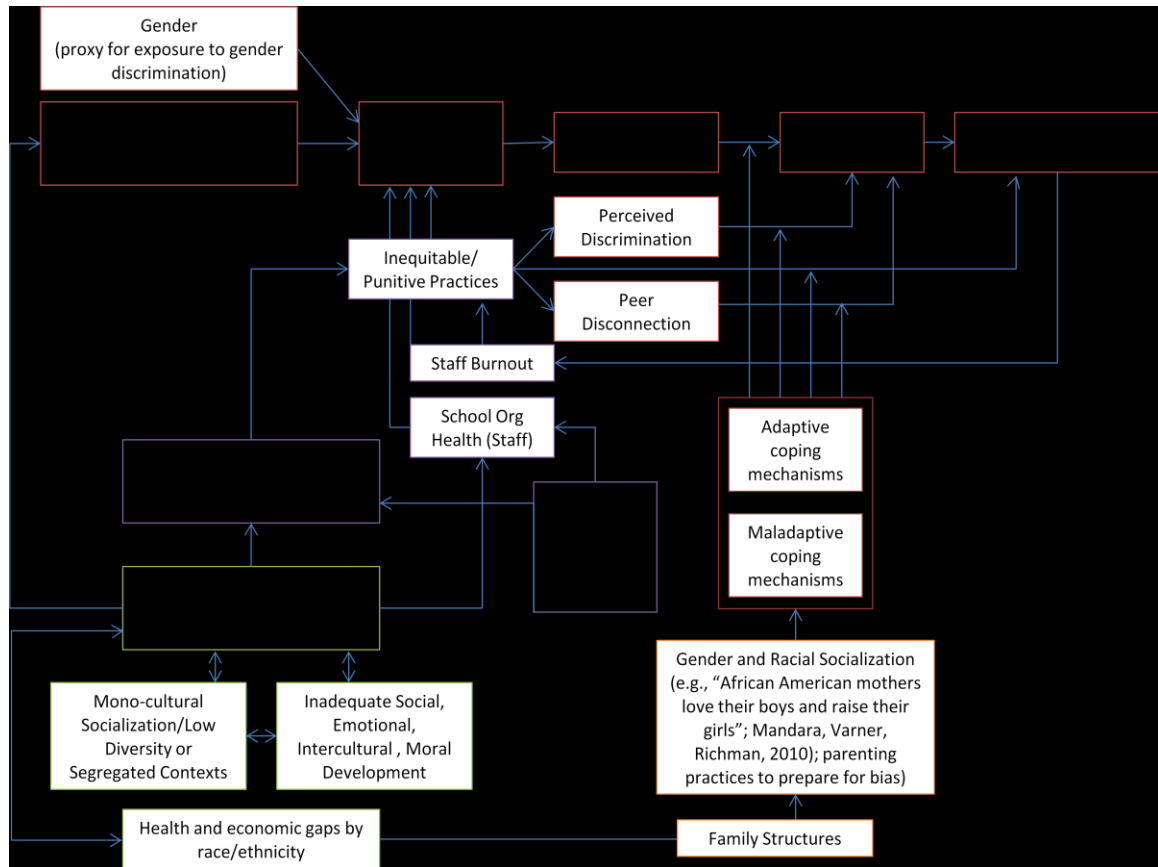 Gender
(proxy for exposure to gender
discrimination)
Perceived
Discrimination
Inequitable/
Punitive Practices
Peer
Disconnection
Staff Burnout
School Org
Health (Staff)
Adaptive
coping
mechanisms
Maladaptive
coping
mechanisms
Gender and Racial Socialization
(e.g., “African American mothers
love their boys and raise their
girls”; Mandara, Varner,
Richman, 2010); parenting
practices to prepare for bias)
Mono-cultural
Socialization/Low
Diversity or
Segregated Contexts
Inadequate Social,
Emotional,
Intercultural , Moral
Development
Health and economic gaps by
race/ethnicity
Family Structures